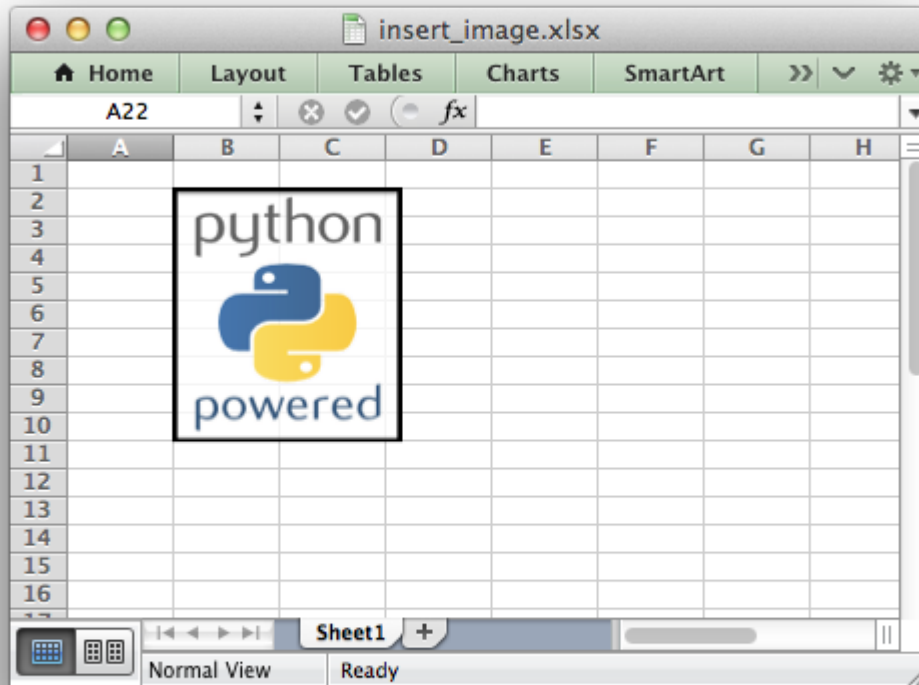 insert_image.xlsx
Home Layout Tables Charts SmartArt
A22 fx
A B C D E F G H
1
2
3
4
5
6
7
8
9
10
11
12
13
14
15
16
17
python
powered
Sheet1
Normal View Ready